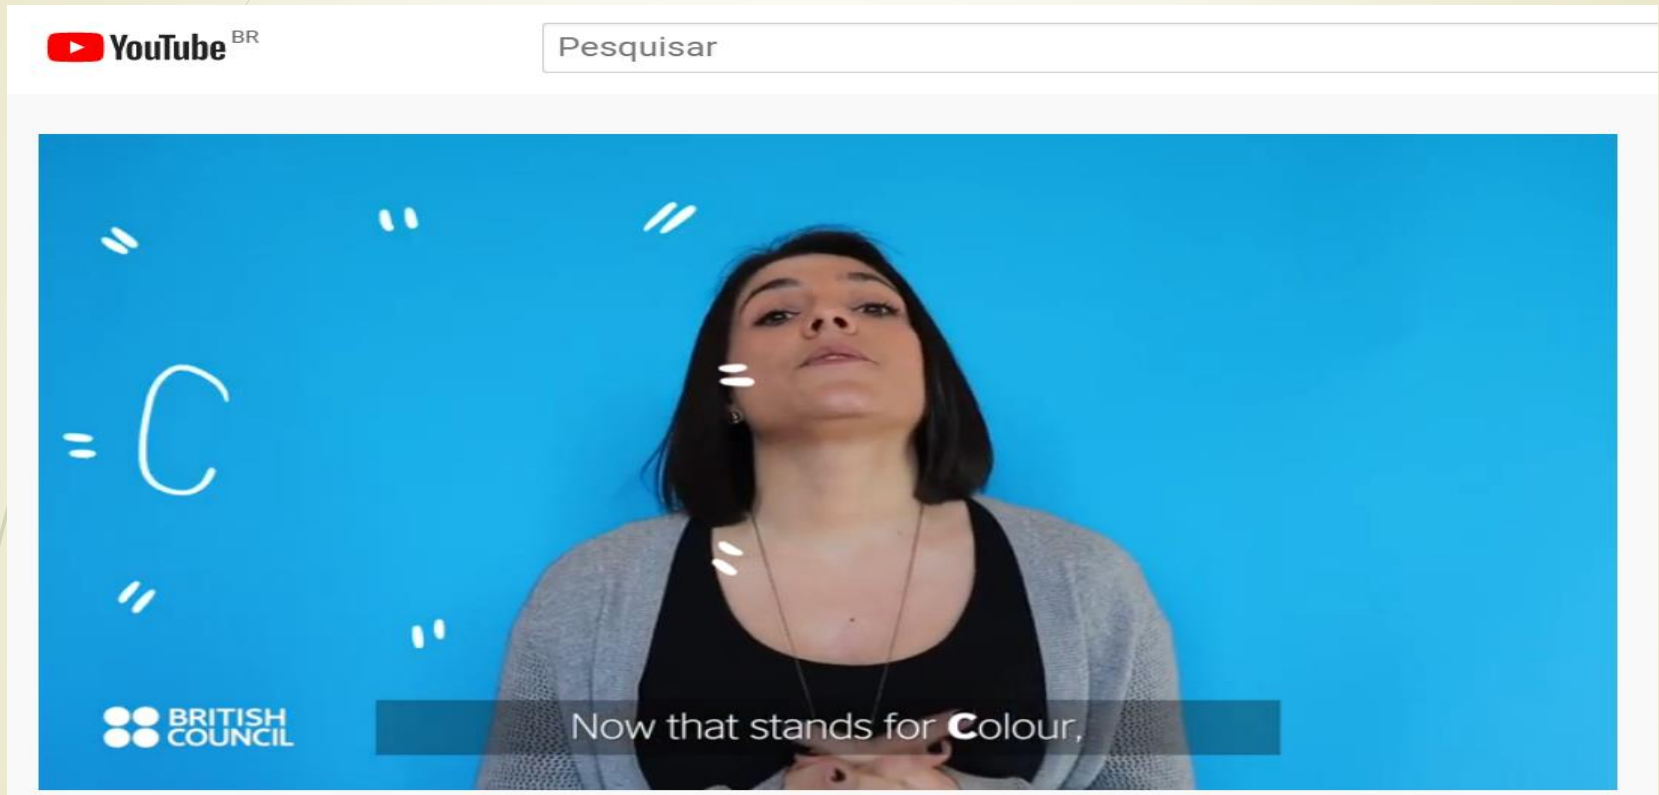 YouTube BR
Pesquisar
C
BRITISH
COUNCIL
Now that stands for Colour,